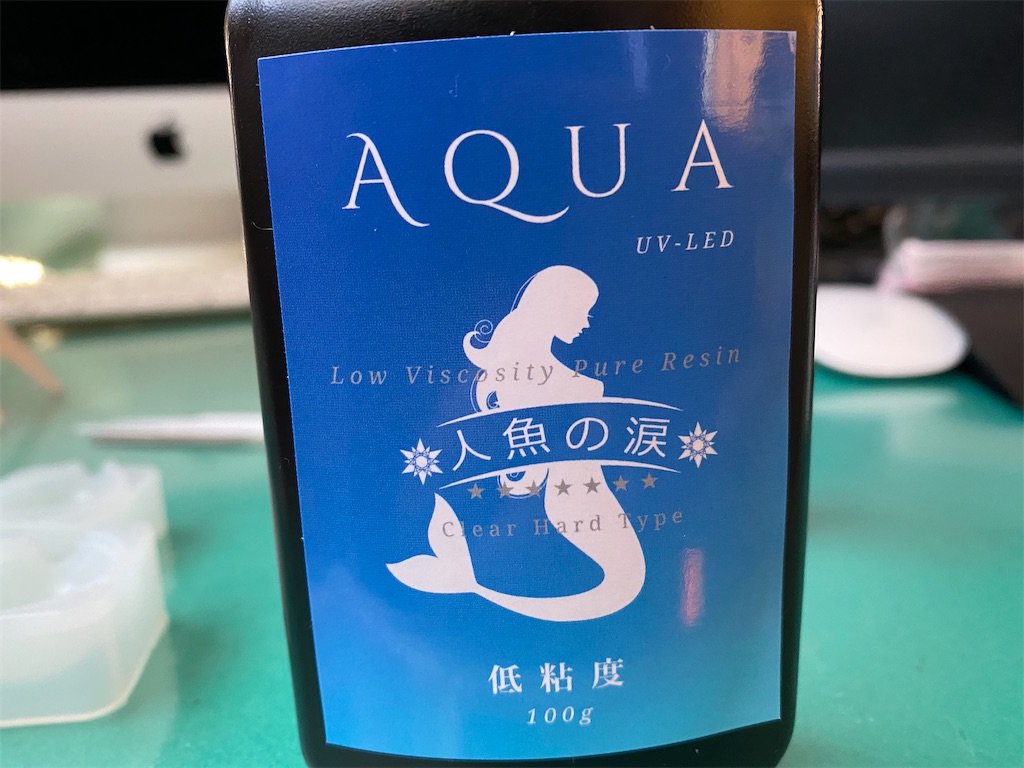 AQUA
UV-LED
Low Viscosity Pure Resin
人魚の涙
Clear Hard Type
低粘度
100g